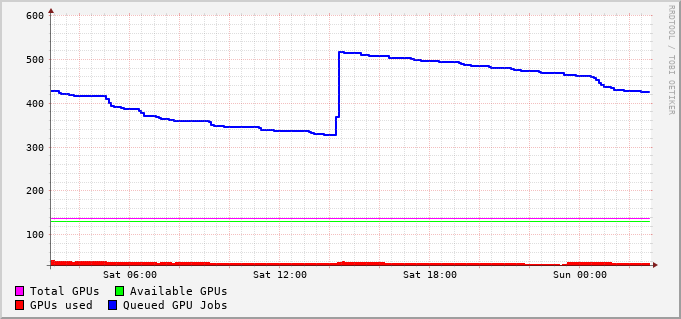 600
500
400
300
200
100
Sat 06:00 Sat 12:00 Sat 18:00 Sun 00:00
Total GPUs Available GPUs
GPUs used Queued GPU Jobs
RRDTOOL / TOBI OETIKER